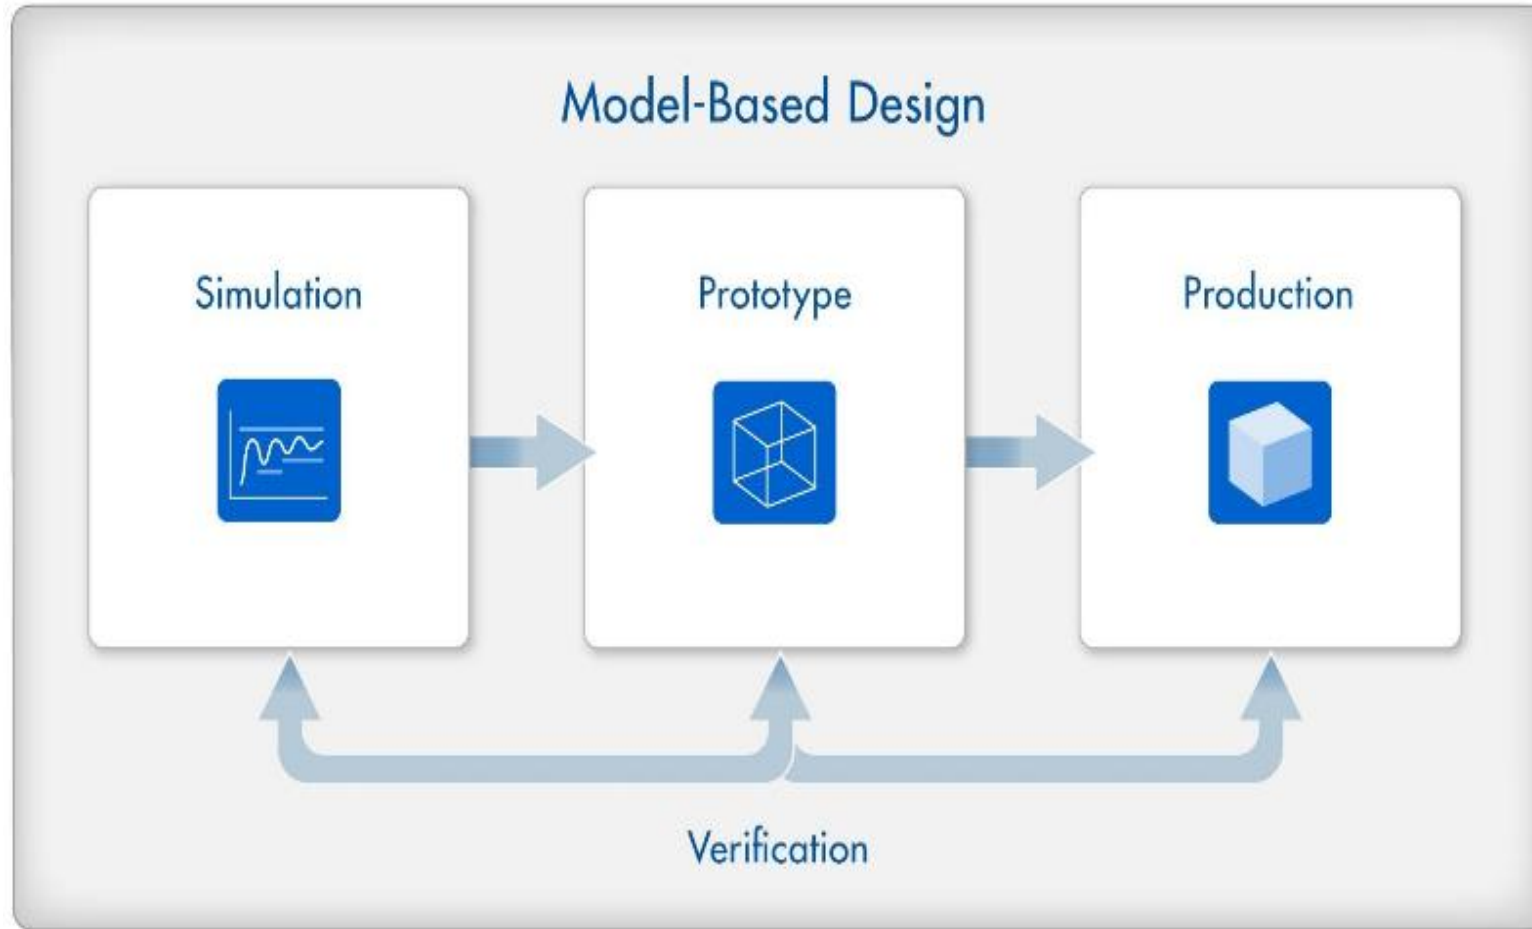 Model-Based Design
Simulation
Prototype
Production
Verification